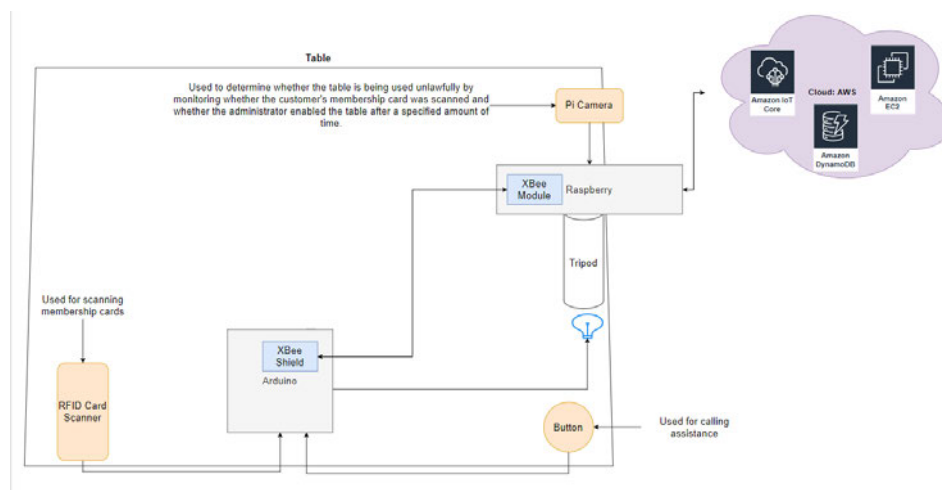 Table
Used to determine whether the table is being used unlawfully by
monitoring whether the customer's membership card was scanned and
whether the administrator enabled the table after a specified amount of
time.
Pi Camera
Cloud: AWS
Amazon IoT
Core
Amazon
EC2
Amazon
DynamoDB
XBee
Module
Raspberry
Tripod
Used for scanning
membership cards
XBee
Shield
Arduino
RFID Card
Scanner
Button
Used for calling
assistance